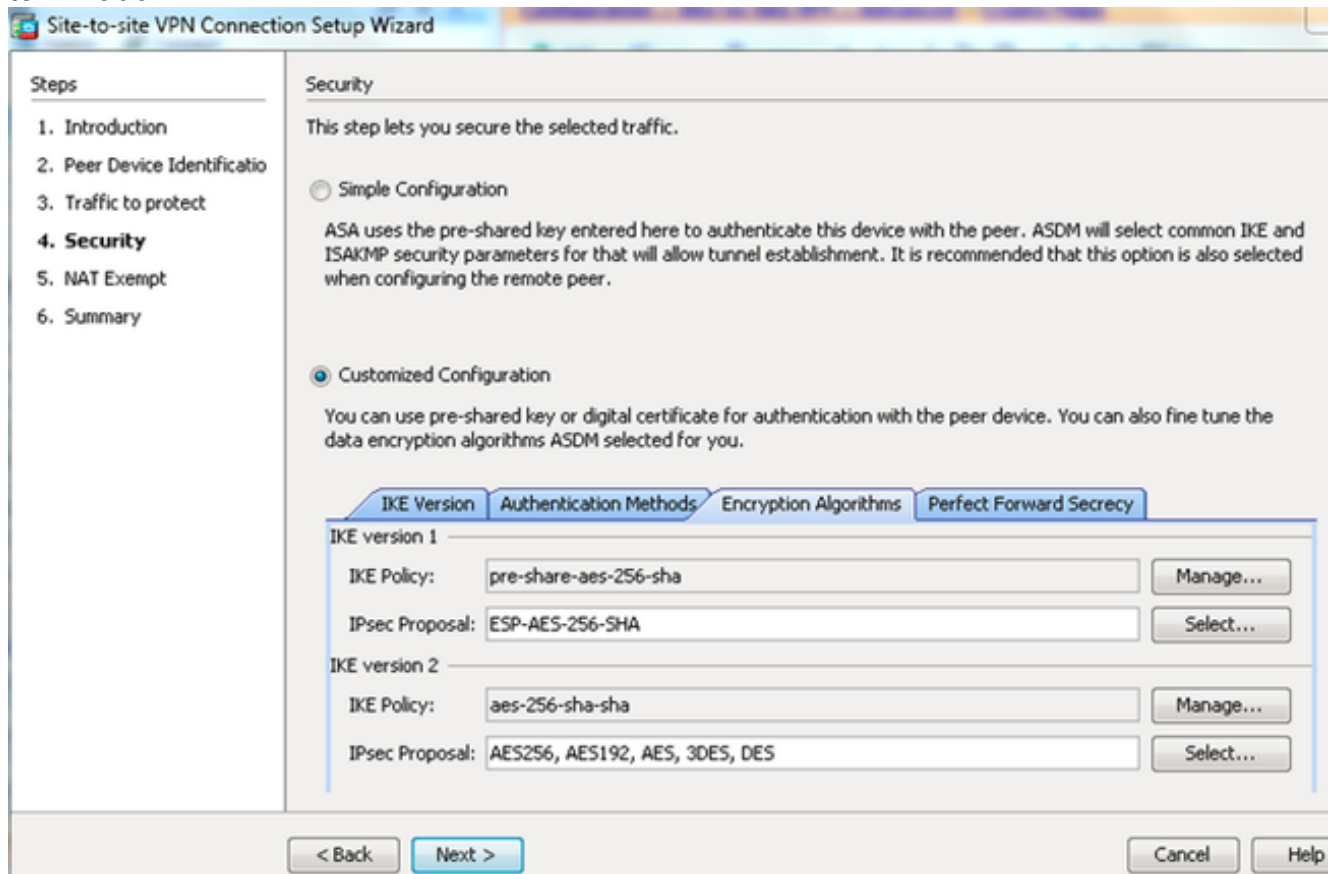 Site-to-site VPN Connection Setup Wizard
Steps
1. Introduction
2. Peer Device Identificatio
3. Traffic to protect
4. Security
5. NAT Exempt
6. Summary
Security
This step lets you secure the selected traffic.
Simple Configuration
ASA uses the pre-shared key entered here to authenticate this device with the peer. ASDM will select common IKE and
ISAKMP security parameters for that will allow tunnel establishment. It is recommended that this option is also selected
when configuring the remote peer.
Customized Configuration
You can use pre-shared key or digital certificate for authentication with the peer device. You can also fine tune the
data encryption algorithms ASDM selected for you.
IKE Version Authentication Methods Encryption Algorithms Perfect Forward Secrecy
IKE version 1
IKE Policy: pre-share-aes-256-sha Manage...
IPsec Proposal: ESP-AES-256-SHA Select...
IKE version 2
IKE Policy: aes-256-sha-sha Manage...
IPsec Proposal: AES256, AES192, AES, 3DES, DES Select...
< Back Next > Cancel Help